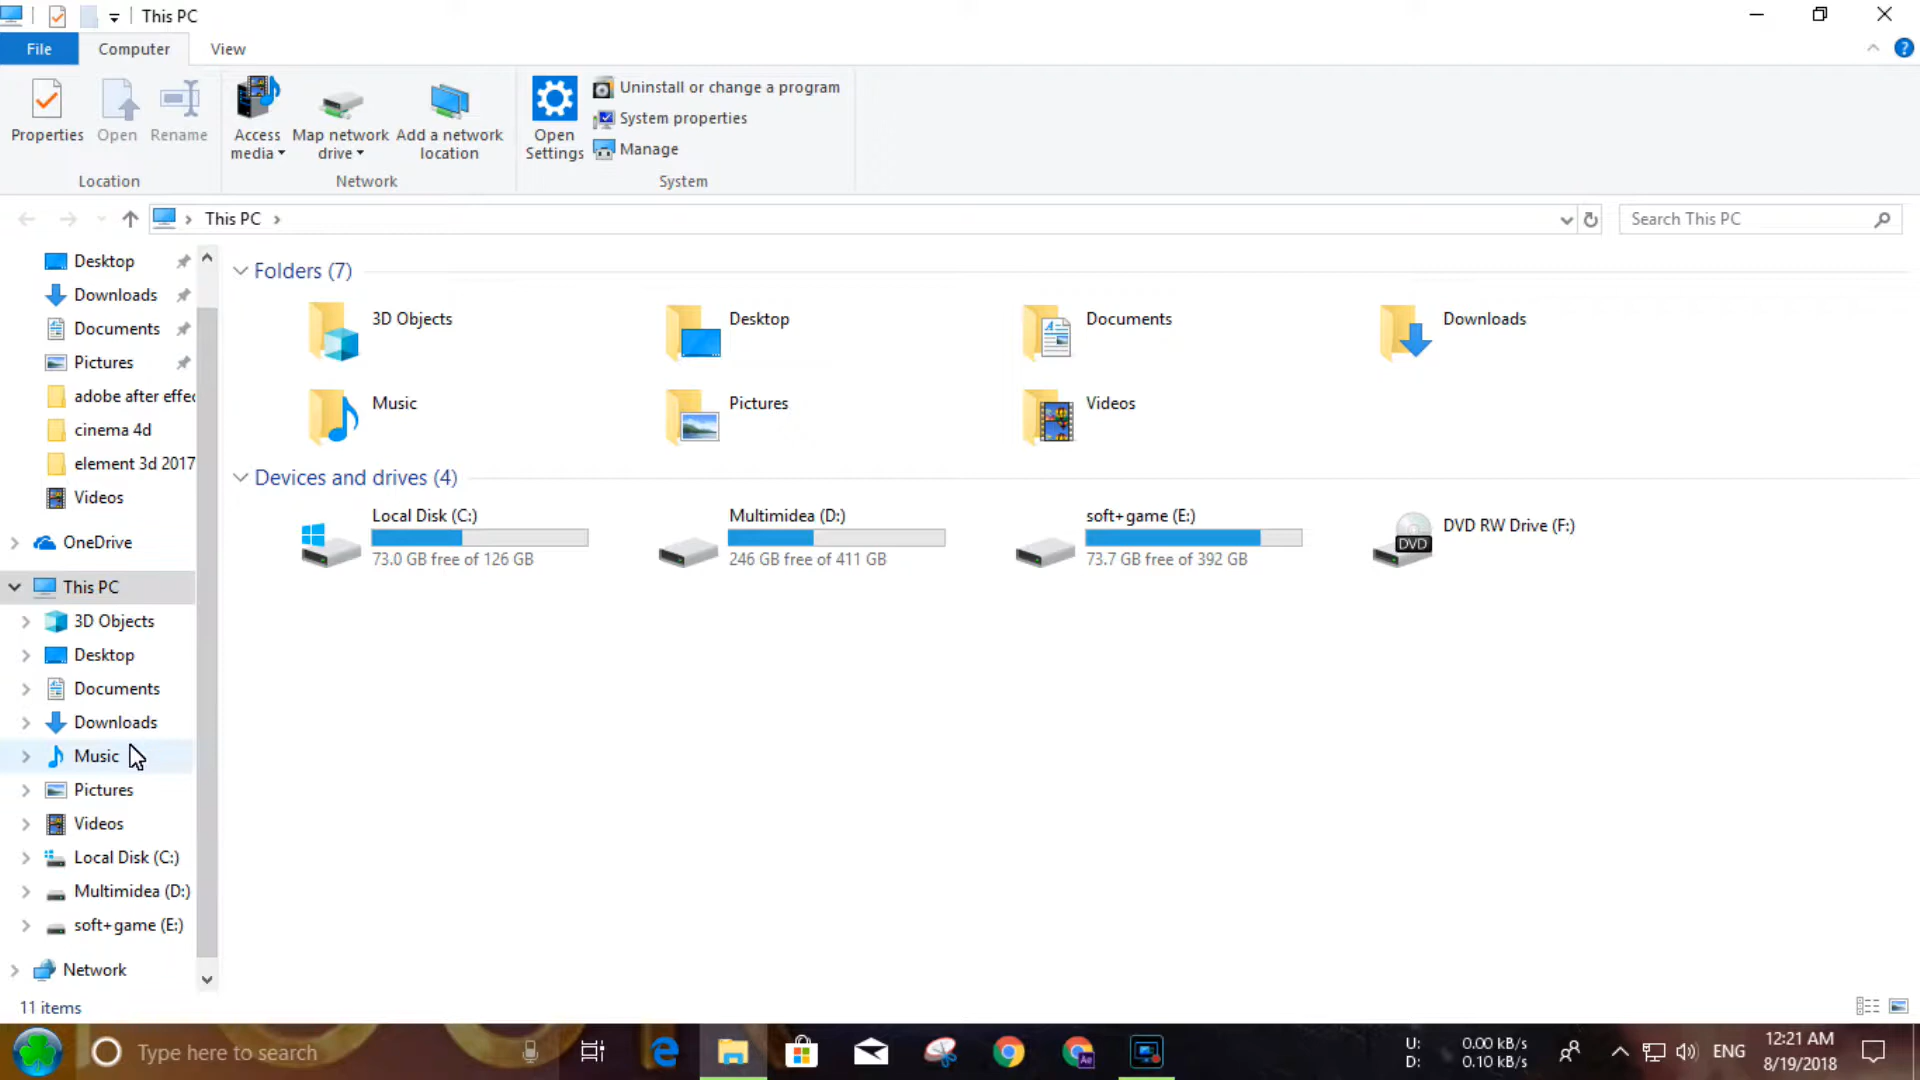 This PC
File
Computer
View
Properties
Open
Rename
Access
media
Map network
drive
Add a network
location
Open
Settings
Uninstall or change a program
System properties
Manage
Location
Network
System
This PC
Search This PC
Desktop
Downloads
Documents
Pictures
adobe after effec
cinema 4d
element 3d 2017
Videos
OneDrive
This PC
3D Objects
Desktop
Documents
Downloads
Music
Pictures
Videos
Local Disk (C:)
Multimidea (D:)
soft+game (E:)
Network
Folders (7)
3D Objects
Desktop
Documents
Downloads
Music
Pictures
Videos
Devices and drives (4)
Local Disk (C:)
73.0 GB free of 126 GB
Multimidea (D:)
246 GB free of 411 GB
soft+game (E:)
73.7 GB free of 392 GB
DVD
DVD RW Drive (F:)
11 items
Type here to search
Ae
U: 0.00 kB/s
D: 0.10 kB/s
ENG
12:21 AM
8/19/2018